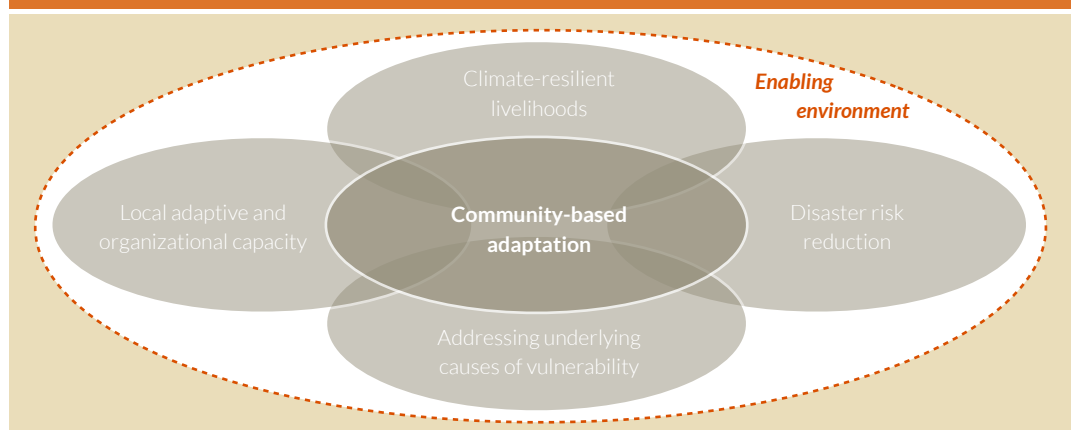 Climate-resilient
livelihoods
Enabling
environment
Local adaptive and
organizational capacity
Community-based
adaptation
Disaster risk
reduction
Addressing underlying
causes of vulnerability